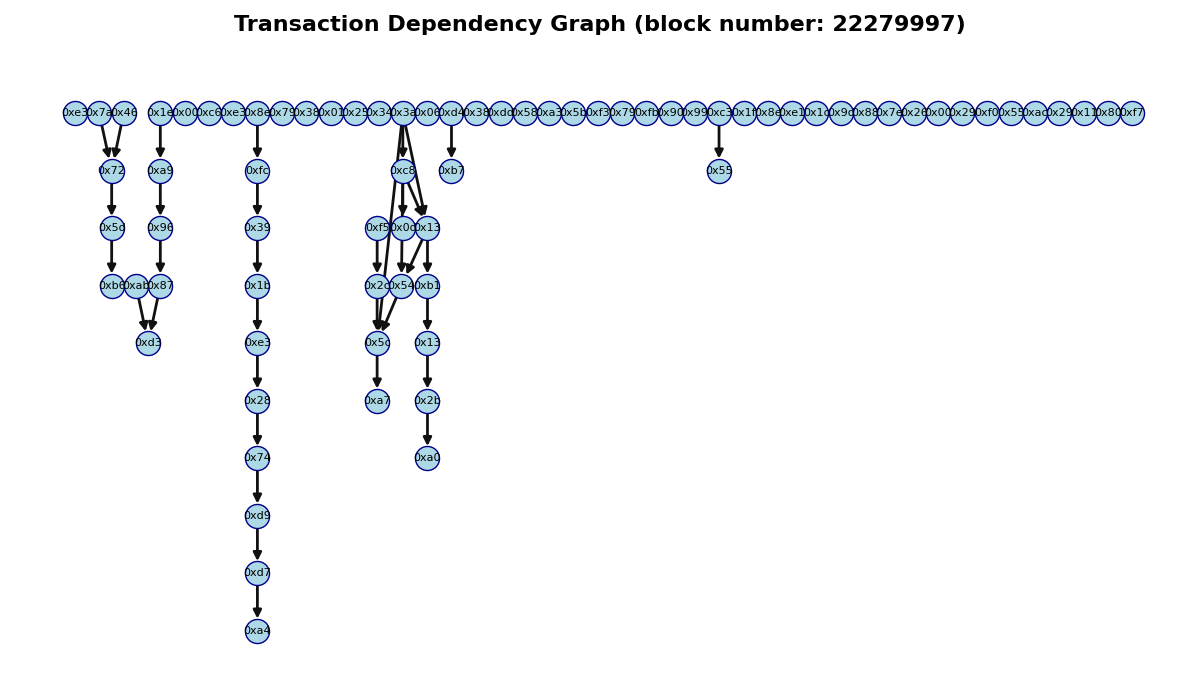 Transaction Dependency Graph (block number: 22279997)
0xe3 0x7a 0x46 0x1e 0x00 0xc6 0xe3 0x8e 0x79 0x38 0x01 0x25 0x34 0x3a 0x06 0xd4 0x38 0xdd 0x58 0xa3 0x5b 0xf3 0x79 0xfb 0x90 0x99 0xc3 0x1f 0x8e 0xe1 0x1c 0x9c 0x88 0x7e 0x26 0x00 0x29 0xf0 0x55 0xac 0x29 0x11 0x80 0xf7
0x72 0xa9 0xfc 0xc8 0xb7 0x55
0x5d 0x96 0x39 0xf5 0x0d 0x13
0xb6 0xab 0x87 0x1b 0x2d 0x54 0xb1
0xd3 0xe3 0x5c 0x13
0x28 0xa7 0x2b
0x74 0xa0
0xd9
0xd7
0xa4